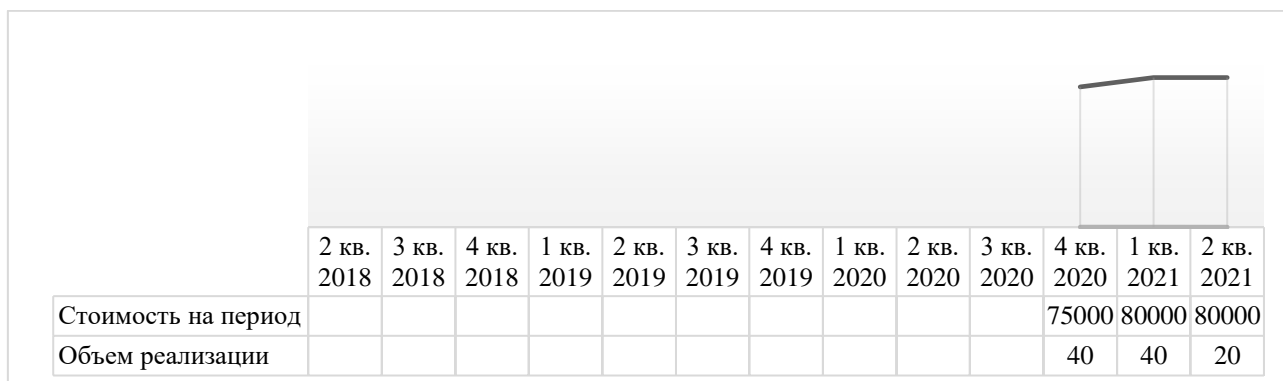 2 кв. 3 кв. 4 кв. 1 кв. 2 кв. 3 кв. 4 кв. 1 кв. 2 кв. 3 кв. 4 кв. 1 кв. 2 кв.
2018 2018 2018 2019 2019 2019 2019 2020 2020 2020 2020 2021 2021
Стоимость на период 75000 80000 80000
Объем реализации 40 40 20